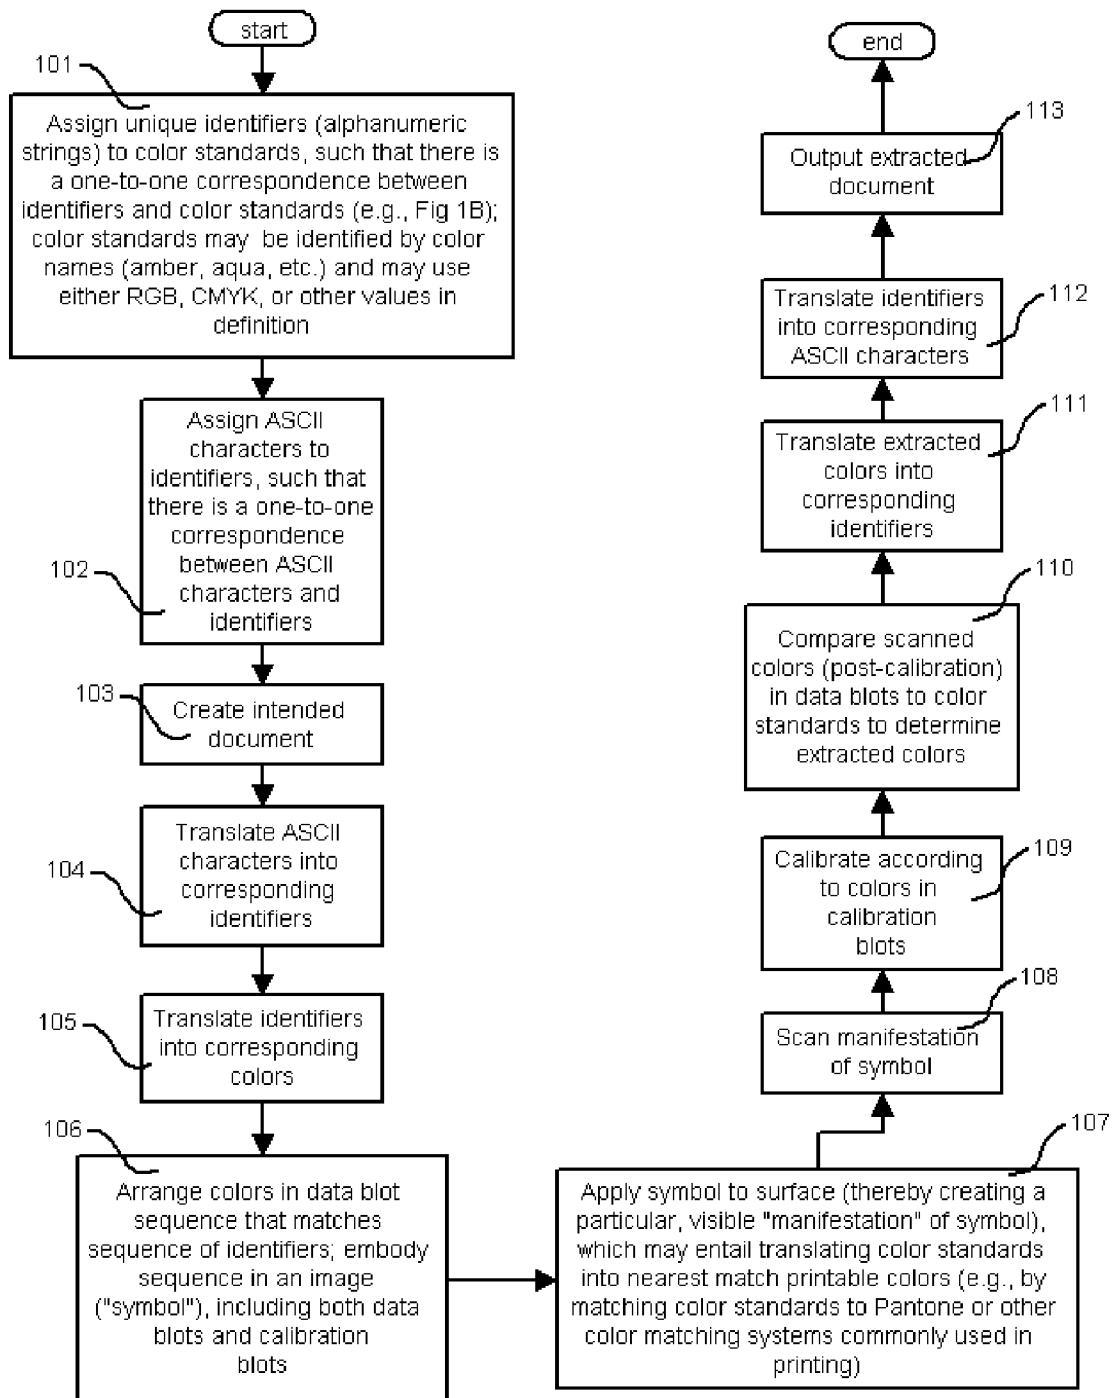 start
101
Assign unique identifiers (alphanumeric
strings) to color standards, such that there is
a one-to-one correspondence between
identifiers and color standards (e.g., Fig 1B);
color standards may be identified by color
names (amber, aqua, etc.) and may use
either RGB, CMYK, or other values in
definition
Assign ASCII
characters to
identifiers, such that
there is a one-to-one
correspondence
between ASCII
characters and
identifiers
102
103
Create intended
document
Translate ASCII
characters into
corresponding
identifiers
104
105
Translate identifiers
into corresponding
colors
106
Arrange colors in data blot
sequence that matches
sequence of identifiers; embody
sequence in an image
("symbol"), including both data
blots and calibration
blots
107
Apply symbol to surface (thereby creating a
particular, visible "manifestation" of symbol),
which may entail translating color standards
into nearest match printable colors (e.g., by
matching color standards to Pantone or other
color matching systems commonly used in
printing)
108
Scan manifestation
of symbol
109
Calibrate according
to colors in
calibration
blots
110
Compare scanned
colors (post-calibration)
in data blots to color
standards to determine
extracted colors
111
Translate extracted
colors into
corresponding
identifiers
112
Translate identifiers
into corresponding
ASCII characters
113
Output extracted
document
end